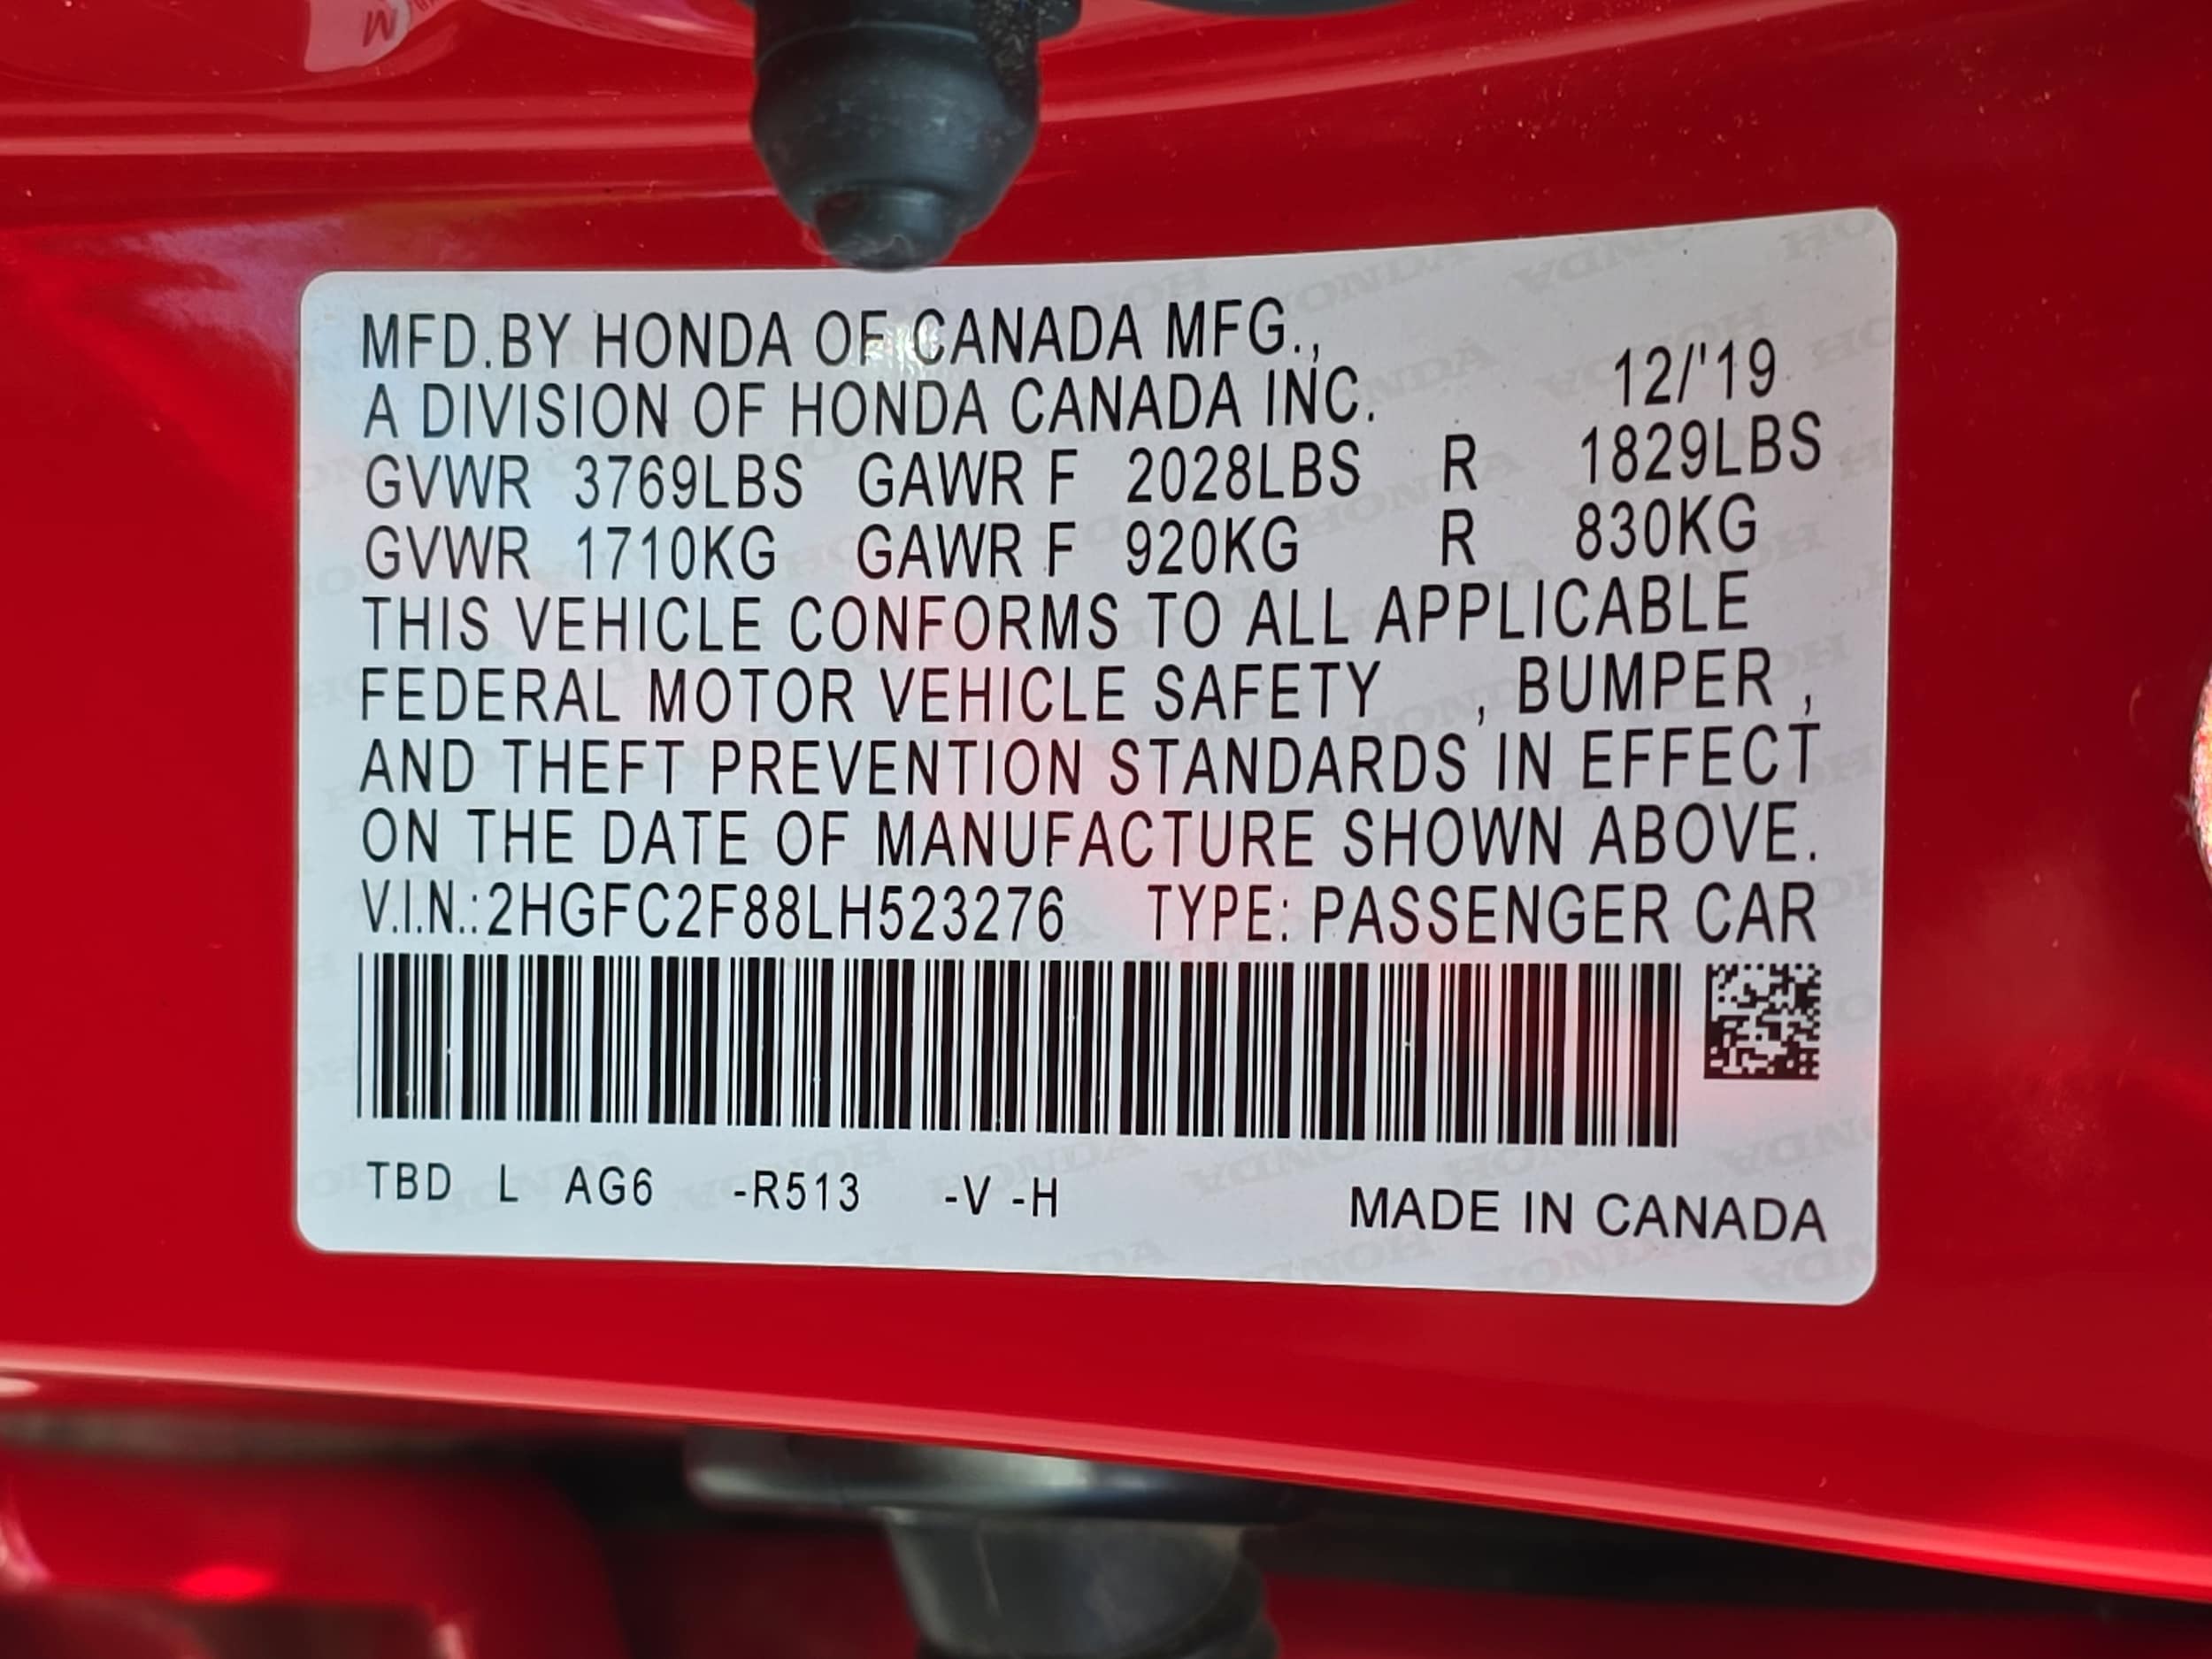 MFD.BY HONDA OF CANADA MFG.,
A DIVISION OF HONDA CANADA INC. 12/'19
GVWR 3769LBS GAWR F 2028LBS R 1829LBS
GVWR 1710KG GAWR F 920KG R 830KG
THIS VEHICLE CONFORMS TO ALL APPLICABLE
FEDERAL MOTOR VEHICLE SAFETY , BUMPER ,
AND THEFT PREVENTION STANDARDS IN EFFECT
ON THE DATE OF MANUFACTURE SHOWN ABOVE.
V.I.N.:2HGFC2F88LH523276 TYPE: PASSENGER CAR
TBD L AG6 -R513 -V -H MADE IN CANADA